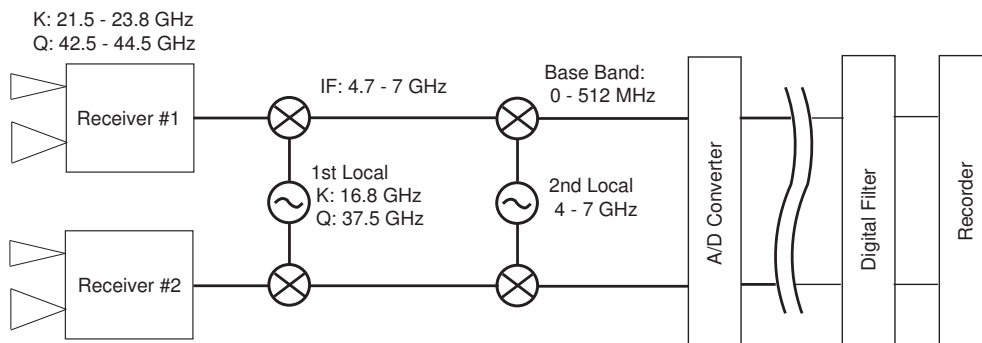 K: 21.5 - 23.8 GHz
Q: 42.5 - 44.5 GHz
Receiver #1
IF: 4.7 - 7 GHz
Base Band:
0 - 512 MHz
1st Local
K: 16.8 GHz
Q: 37.5 GHz
2nd Local
4 - 7 GHz
Receiver #2
A/D Converter
Digital Filter
Recorder